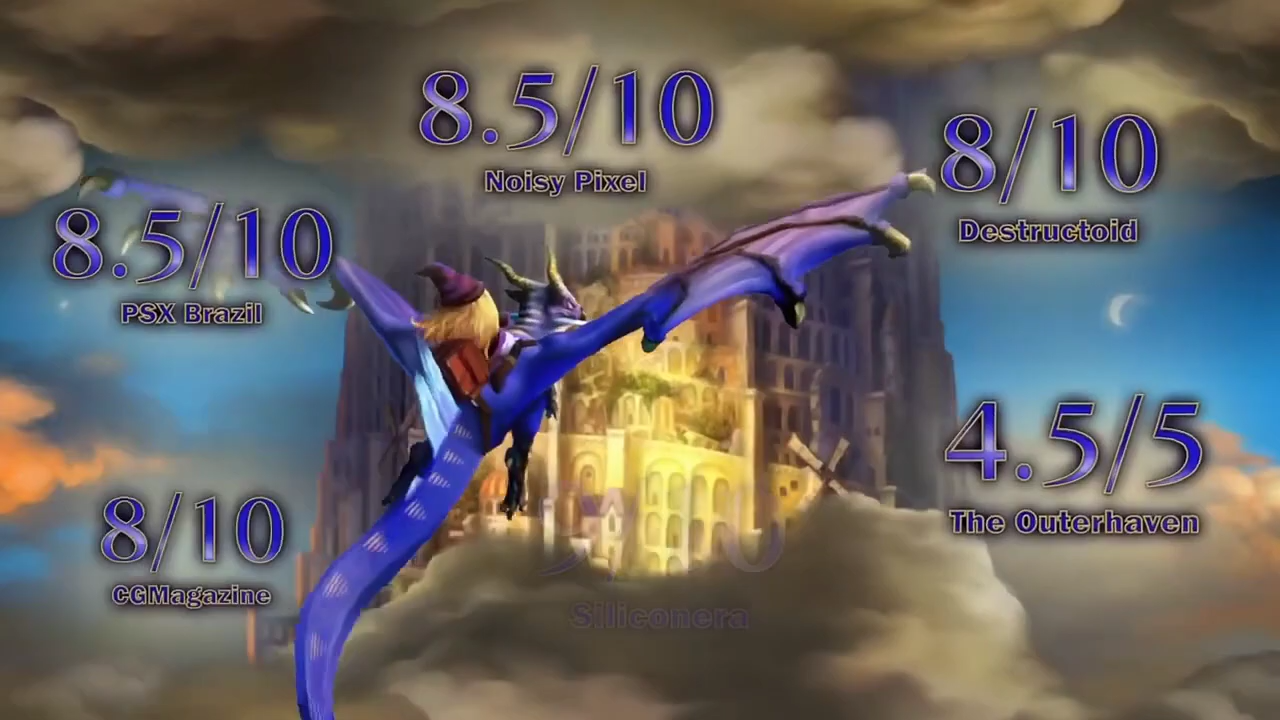 8.5/10
Noisy Pixel
8/10
Destructoid
8.5/10
PSX Brazil
4.5/5
The Outerhaven
8/10
CGMagazine
Siliconera